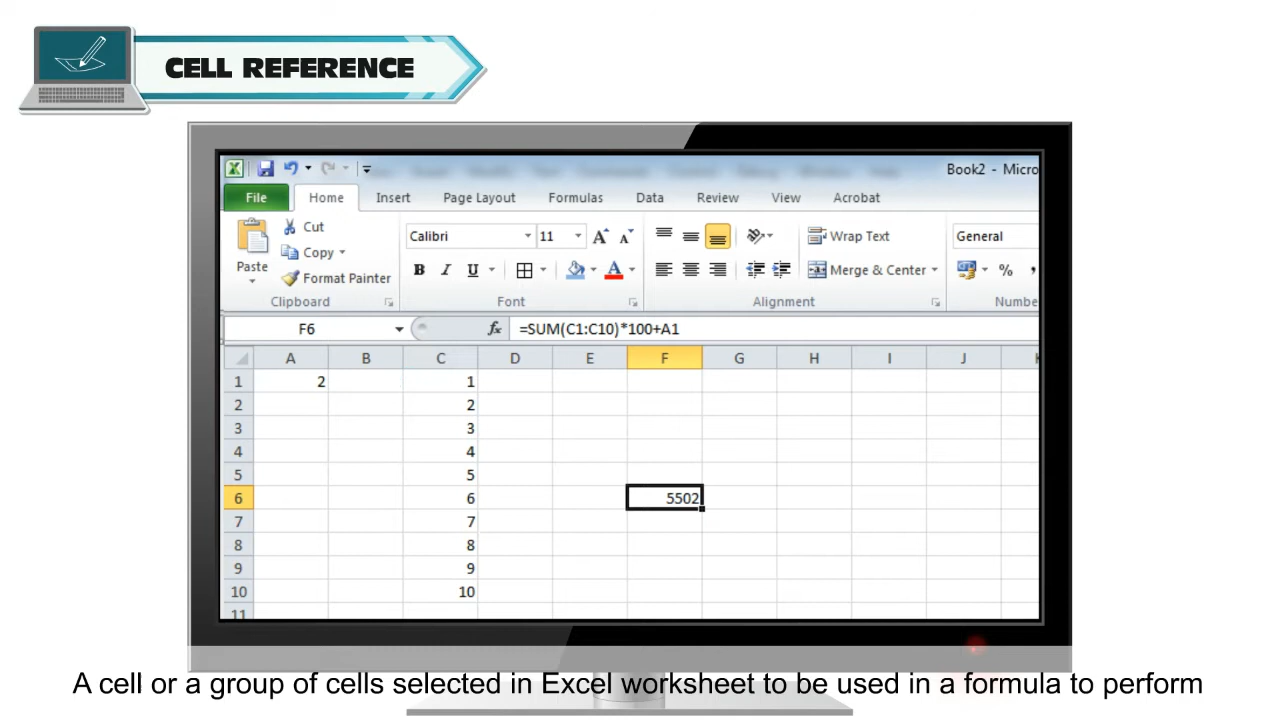 CELL REFERENCE
Book2 - Micro
File Home Insert Page Layout Formulas Data Review View Acrobat
Cut
Calibri 11 A A Wrap Text General
Copy
Paste B I U A Merge & Center % ,
Format Painter
Clipboard Font Alignment Numbe
F6 fx =SUM(C1:C10)*100+A1
A B C D E F G H I J
1 2 1
2 2
3 3
4 4
5 5
6 6 5502
7 7
8 8
9 9
10 10
11
A cell or a group of cells selected in Excel worksheet to be used in a formula to perform